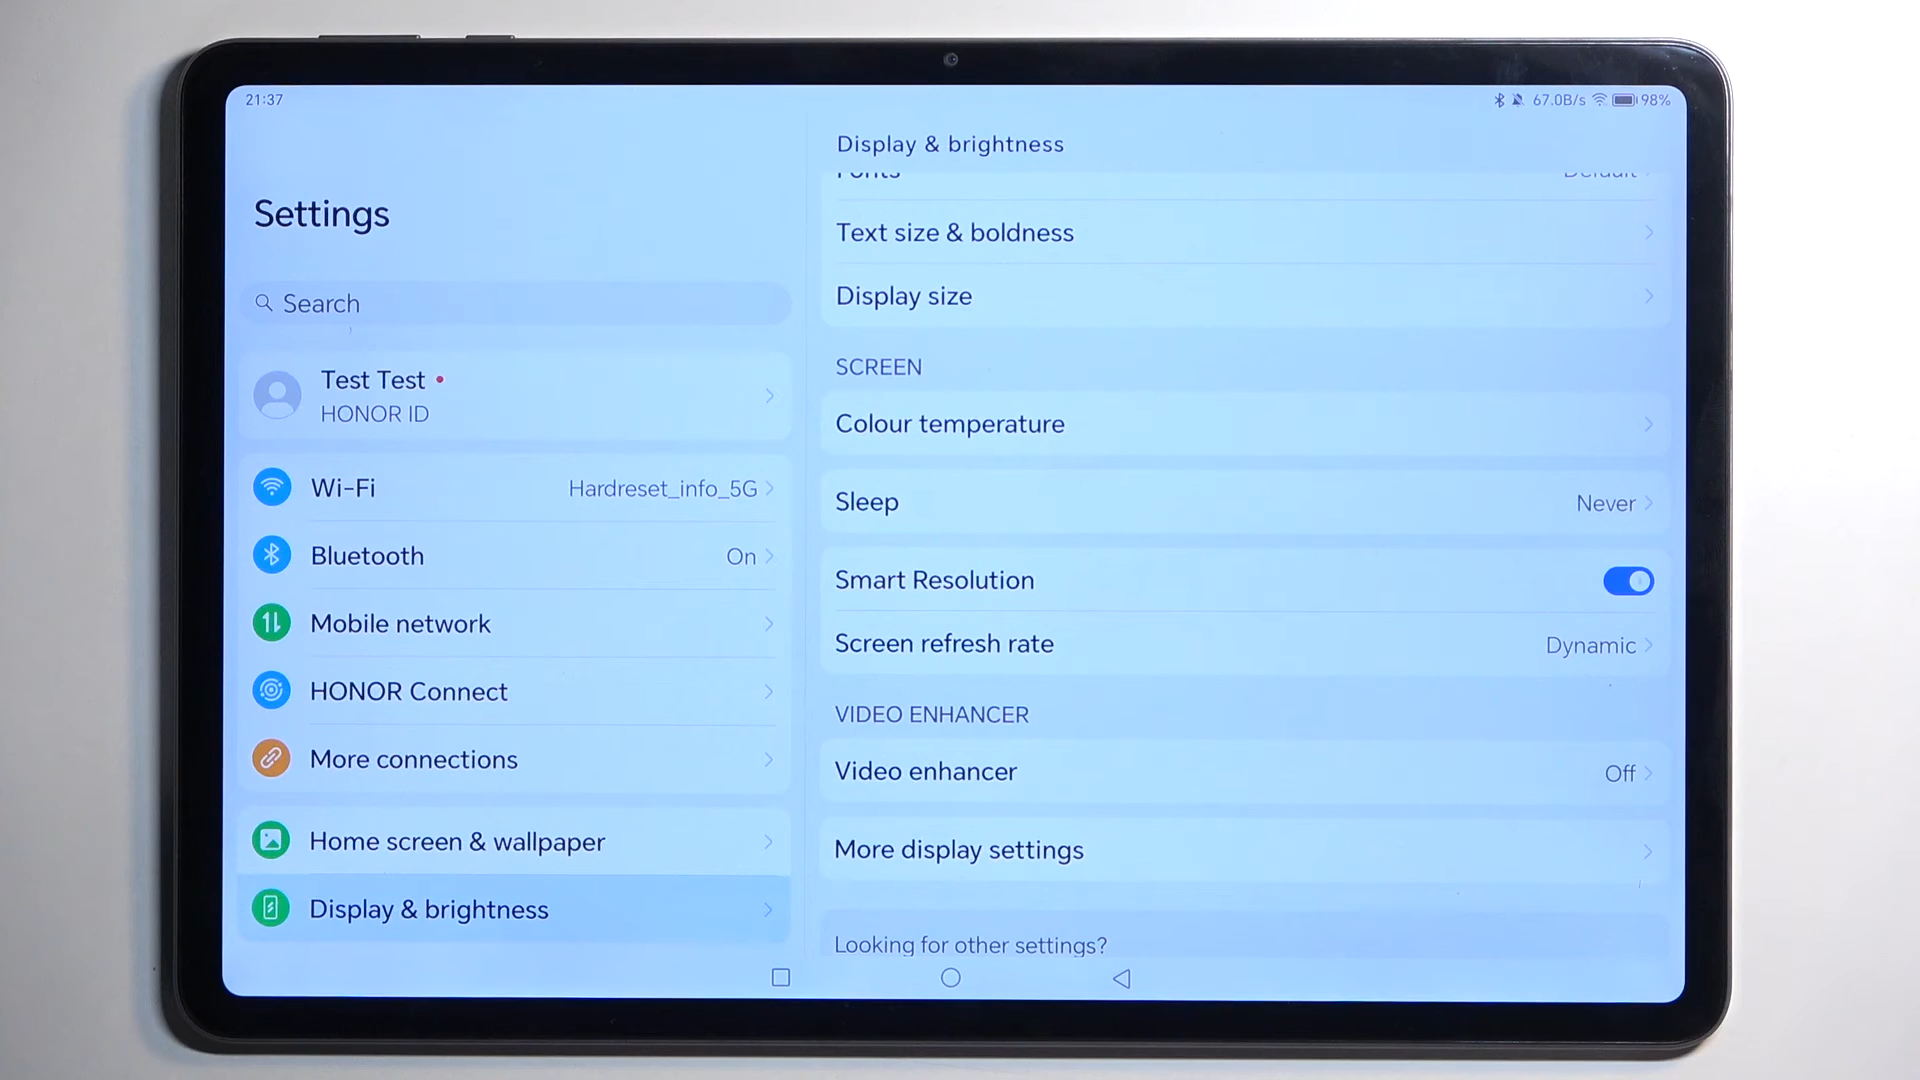 21:37
67.0B/s 98%
Settings
Search
Test Test
HONOR ID
Wi-Fi Hardreset_info_5G
Bluetooth On
Mobile network
HONOR Connect
More connections
Home screen & wallpaper
Display & brightness
Display & brightness
Fonts Default
Text size & boldness
Display size
SCREEN
Colour temperature
Sleep Never
Smart Resolution
Screen refresh rate Dynamic
VIDEO ENHANCER
Video enhancer Off
More display settings
Looking for other settings?